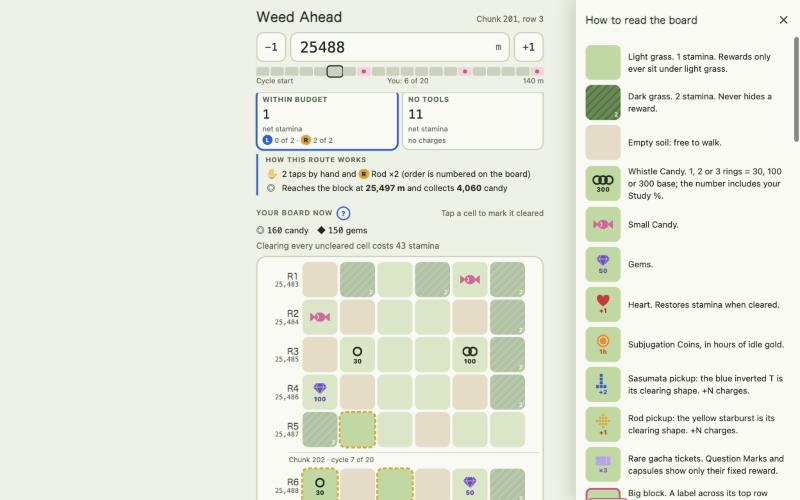 Weed Ahead
Chunk 201, row 3
−1
25488
m
+1
Cycle start
You: 6 of 20
140 m
WITHIN BUDGET
1
net stamina
L 0 of 2 · R 2 of 2
NO TOOLS
11
net stamina
no charges
HOW THIS ROUTE WORKS
2 taps by hand and R Rod ×2 (order is numbered on the board)
Reaches the block at 25,497 m and collects 4,060 candy
YOUR BOARD NOW ?
Tap a cell to mark it cleared
160 candy ◆ 150 gems
Clearing every uncleared cell costs 43 stamina
R1
25,483
2
2
2
R2
25,484
2
R3
25,485
30
100
2
R4
25,486
100
2
R5
25,487
2
2
Chunk 202 · cycle 7 of 20
R6
25,488
30
50
2
How to read the board
Light grass. 1 stamina. Rewards only
ever sit under light grass.
2
Dark grass. 2 stamina. Never hides a
reward.
Empty soil: free to walk.
300
Whistle Candy. 1, 2 or 3 rings = 30, 100
or 300 base; the number includes your
Study %.
Small Candy.
50
Gems.
+1
Heart. Restores stamina when cleared.
1h
Subjugation Coins, in hours of idle gold.
+2
Sasumata pickup: the blue inverted T is
its clearing shape. +N charges.
+1
Rod pickup: the yellow starburst is its
clearing shape. +N charges.
×3
Rare gacha tickets. Question Marks and
capsules show only their fixed reward.
Big block. A label across its top row